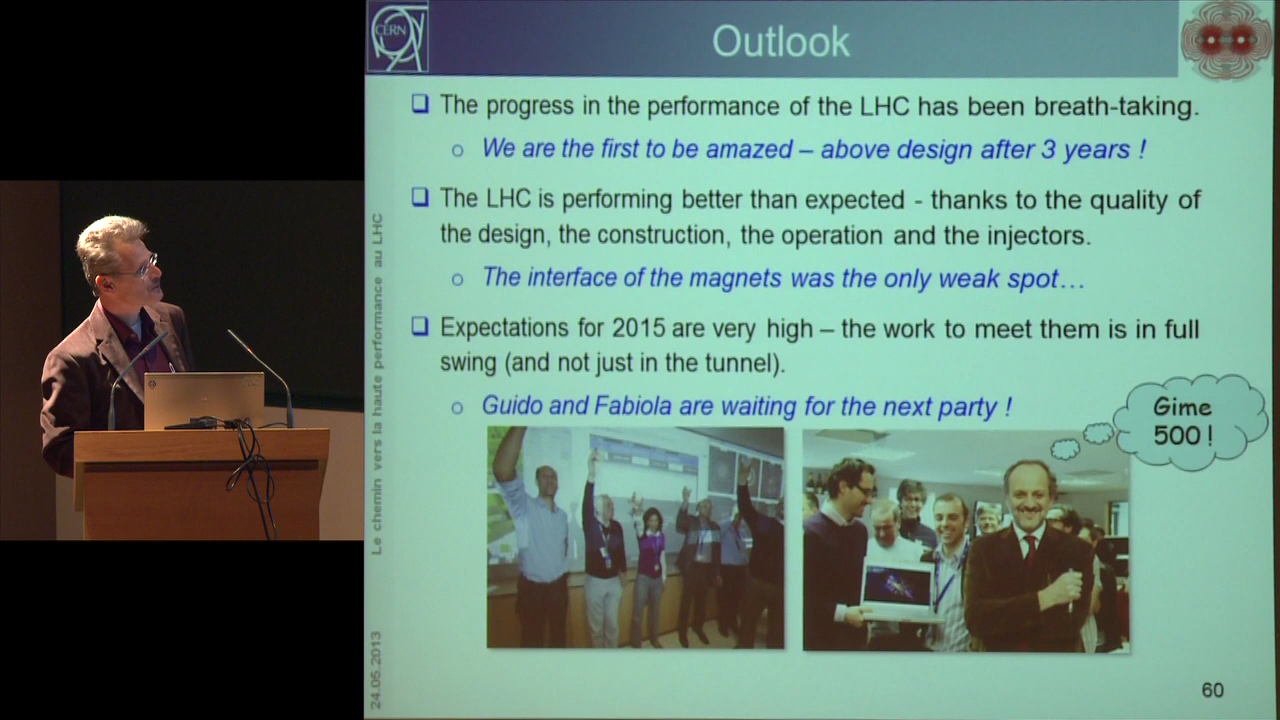 CERN
Outlook
❑ The progress in the performance of the LHC has been breath-taking.
o We are the first to be amazed – above design after 3 years !
❑ The LHC is performing better than expected - thanks to the quality of
the design, the construction, the operation and the injectors.
o The interface of the magnets was the only weak spot…
❑ Expectations for 2015 are very high – the work to meet them is in full
swing (and not just in the tunnel).
o Guido and Fabiola are waiting for the next party !
Gime
500 !
Le chemin vers la haute performance au LHC
24.05.2013
60